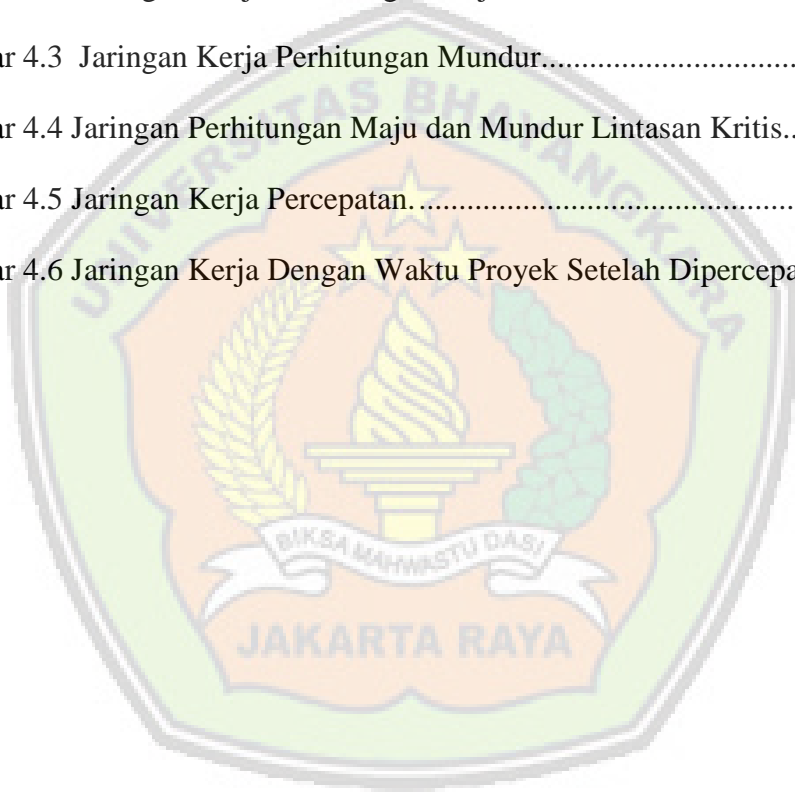 ar 4.3 Jaringan Kerja Perhitungan Mundur..............................
ar 4.4 Jaringan Perhitungan Maju dan Mundur Lintasan Kritis..
ar 4.5 Jaringan Kerja Percepatan..............................................
ar 4.6 Jaringan Kerja Dengan Waktu Proyek Setelah Dipercepa
UNIVERSITAS BHAYANGKARA
BIKSA MAHWASTU DASI
JAKARTA RAYA